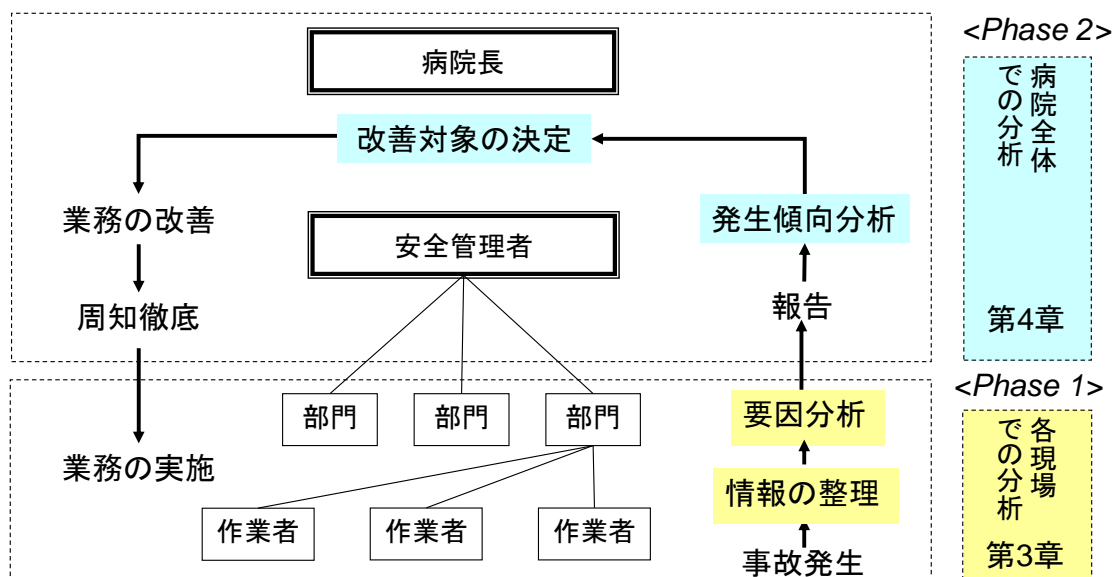 <Phase 2>
病院長
病院全体
での分析
改善対象の決定
業務の改善
発生傾向分析
安全管理者
周知徹底
報告
第4章
<Phase 1>
部門
部門
部門
要因分析
各現場
での分析
業務の実施
情報の整理
作業者
作業者
作業者
事故発生
第3章